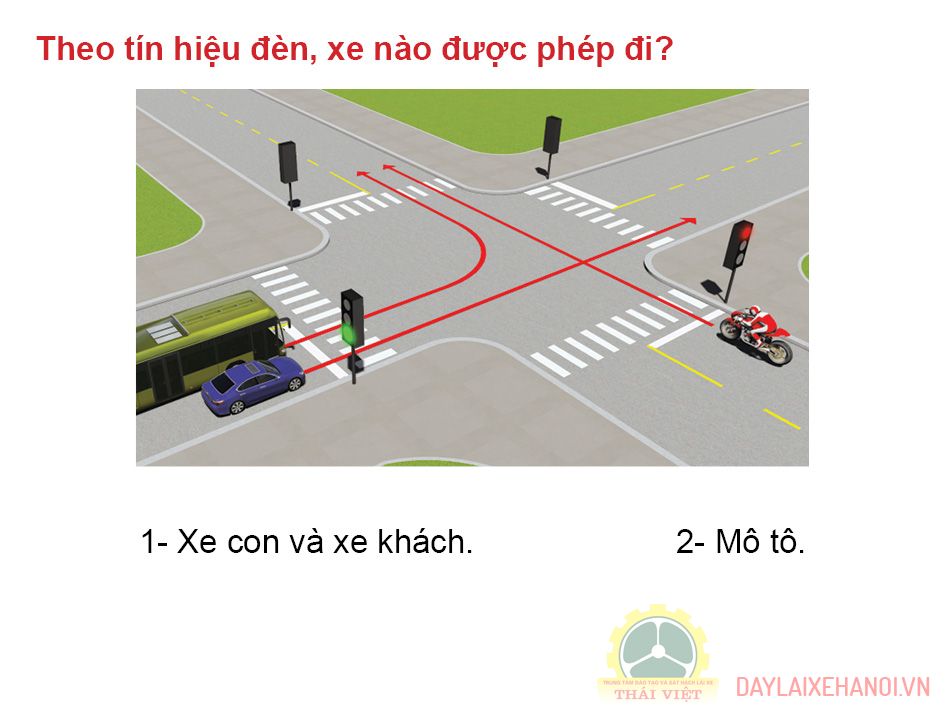 Theo tín hiệu đèn, xe nào được phép đi?
1- Xe con và xe khách.
2- Mô tô.
TRUNG TÂM ĐÀO TẠO VÀ SÁT HẠCH LÁI XE
THÁI VIỆT
DAYLAIXEHANOI.VN